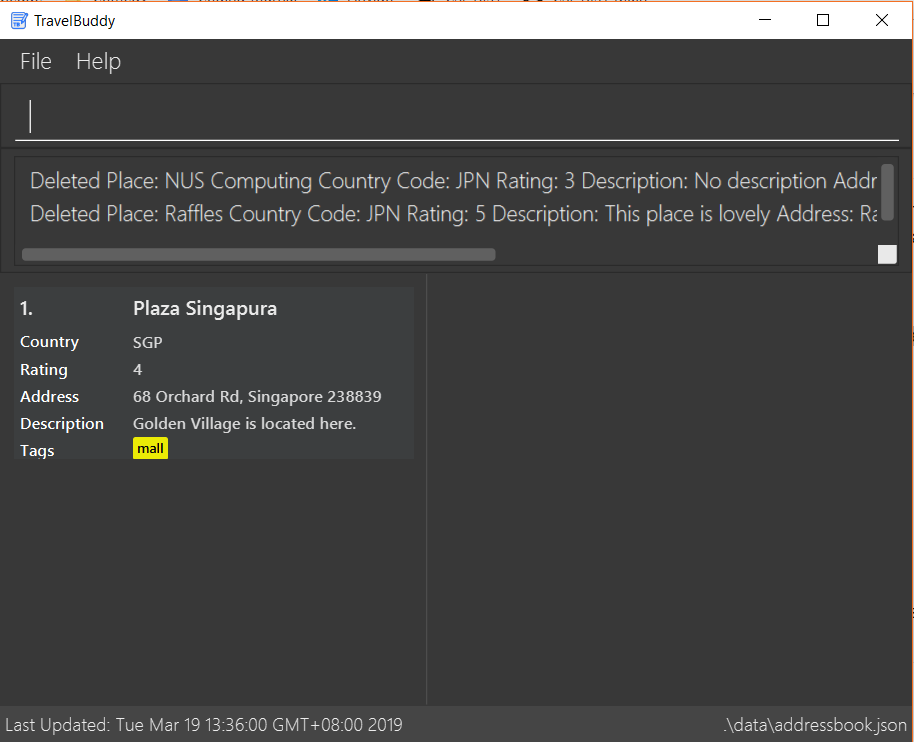 TravelBuddy
File Help
Deleted Place: NUS Computing Country Code: JPN Rating: 3 Description: No description Addr
Deleted Place: Raffles Country Code: JPN Rating: 5 Description: This place is lovely Address: Ra
1. Plaza Singapura
Country SGP
Rating 4
Address 68 Orchard Rd, Singapore 238839
Description Golden Village is located here.
Tags mall
Last Updated: Tue Mar 19 13:36:00 GMT+08:00 2019 .\data\addressbook.json